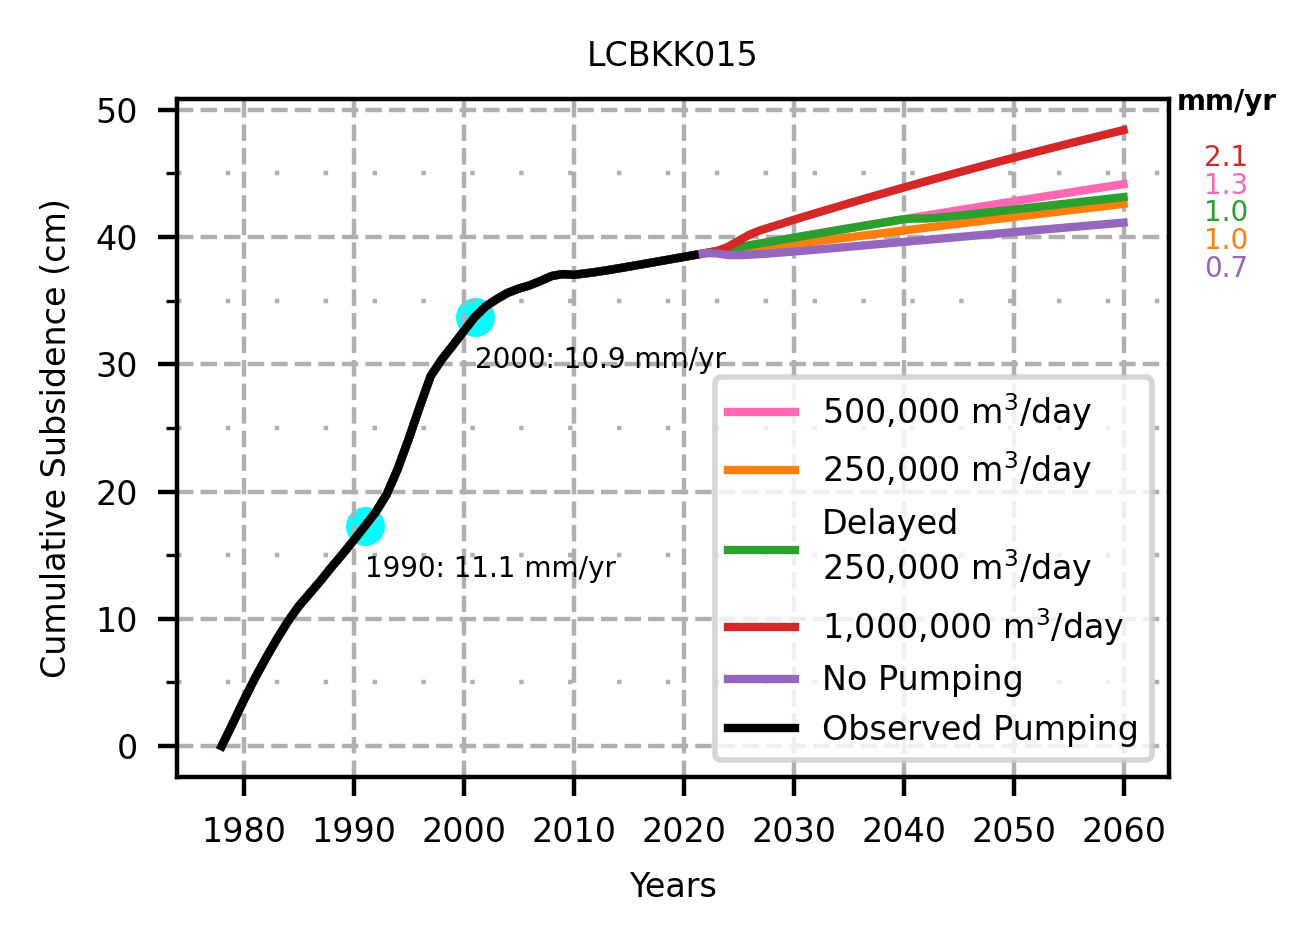 LCBKK015
mm/yr
50
2.1
1.3
1.0
1.0
0.7
40
30
20
10
0
Cumulative Subsidence (cm)
2000: 10.9 mm/yr
1990: 11.1 mm/yr
500,000 m³/day
250,000 m³/day
Delayed
250,000 m³/day
1,000,000 m³/day
No Pumping
Observed Pumping
1980 1990 2000 2010 2020 2030 2040 2050 2060
Years